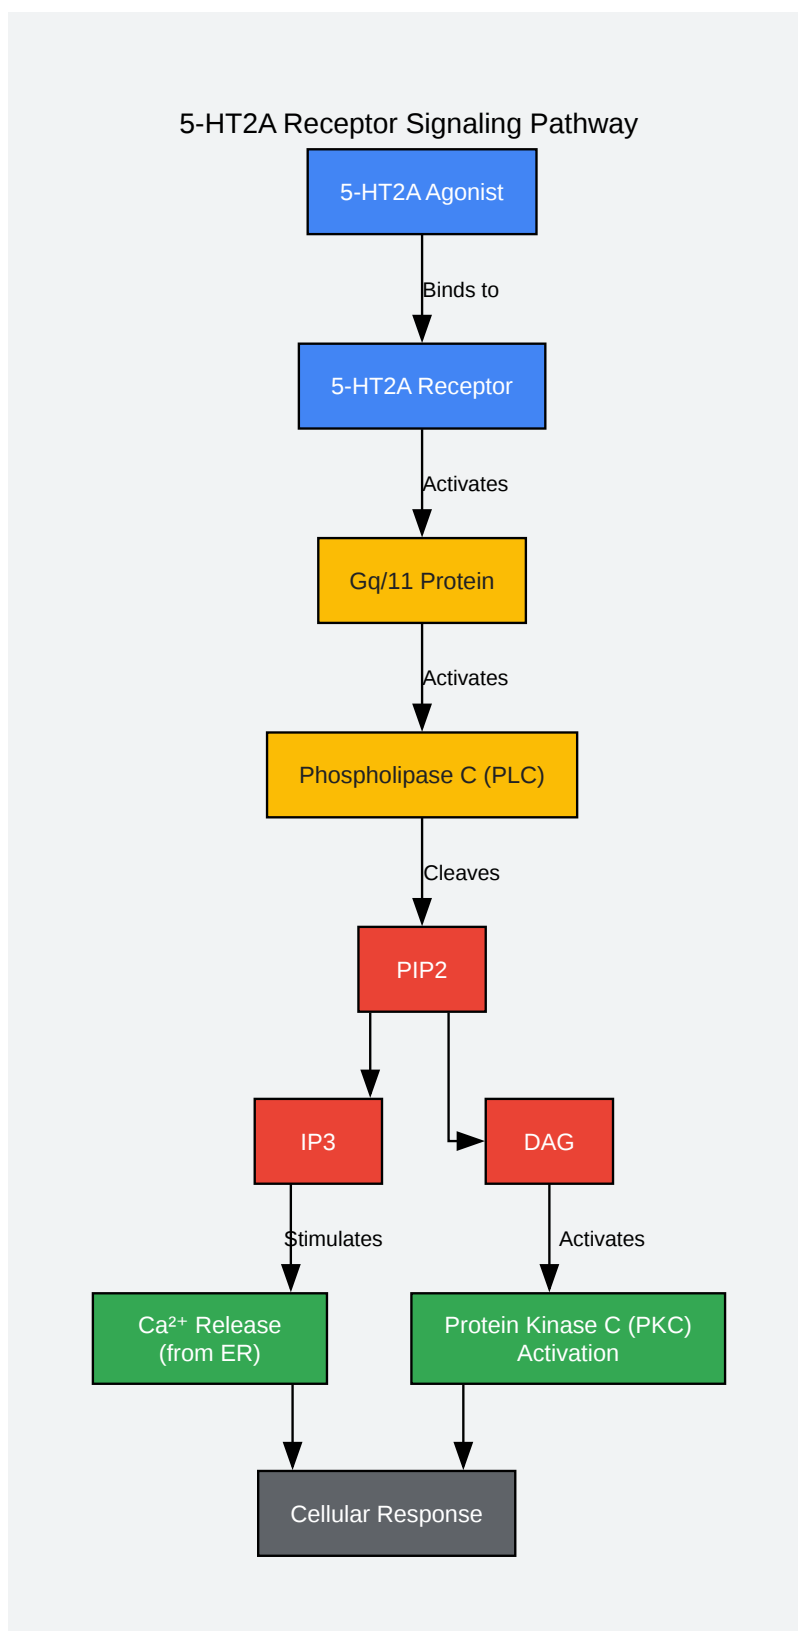 5-HT2A Receptor Signaling Pathway
5-HT2A Agonist
Binds to
5-HT2A Receptor
Activates
Gq/11 Protein
Activates
Phospholipase C (PLC)
Cleaves
PIP2
IP3
DAG
Stimulates
Activates
Ca²⁺ Release
(from ER)
Protein Kinase C (PKC)
Activation
Cellular Response